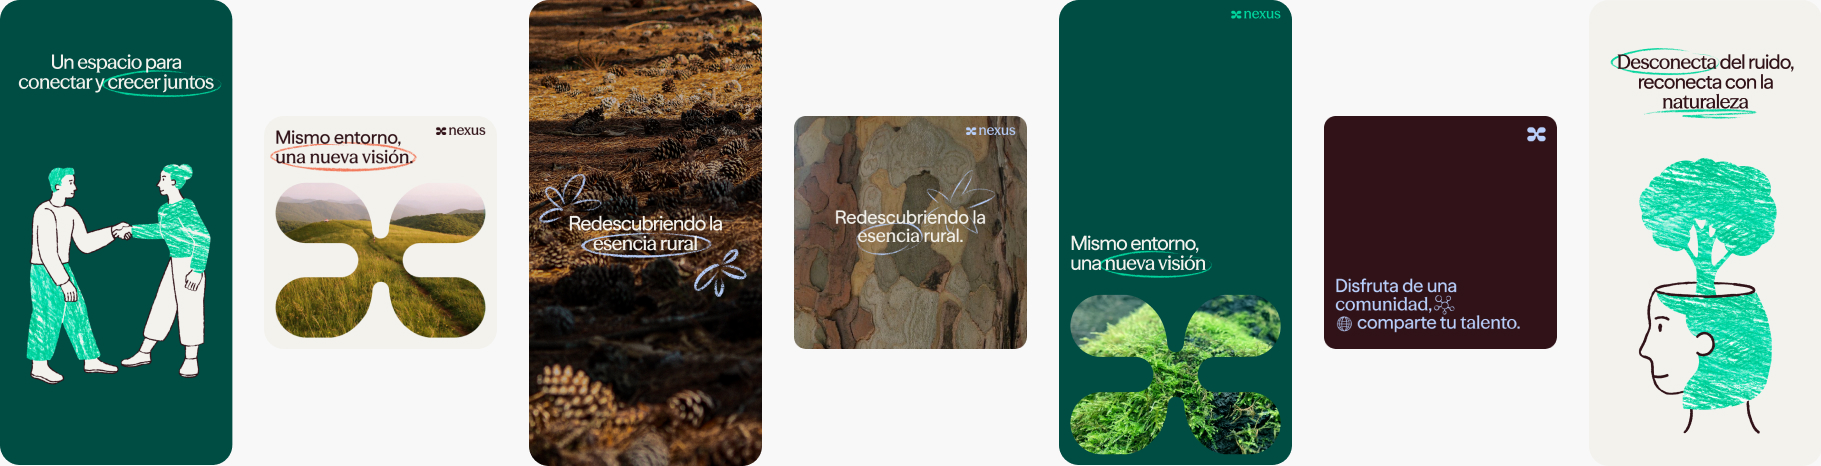 Un espacio para
conectar y crecer juntos
nexus
Mismo entorno,
una nueva visión.
Redescubriendo la
esencia rural
nexus
Redescubriendo la
esencia rural.
nexus
Mismo entorno,
una nueva visión
Disfruta de una
comunidad,
comparte tu talento.
Desconecta del ruido,
reconecta con la
naturaleza